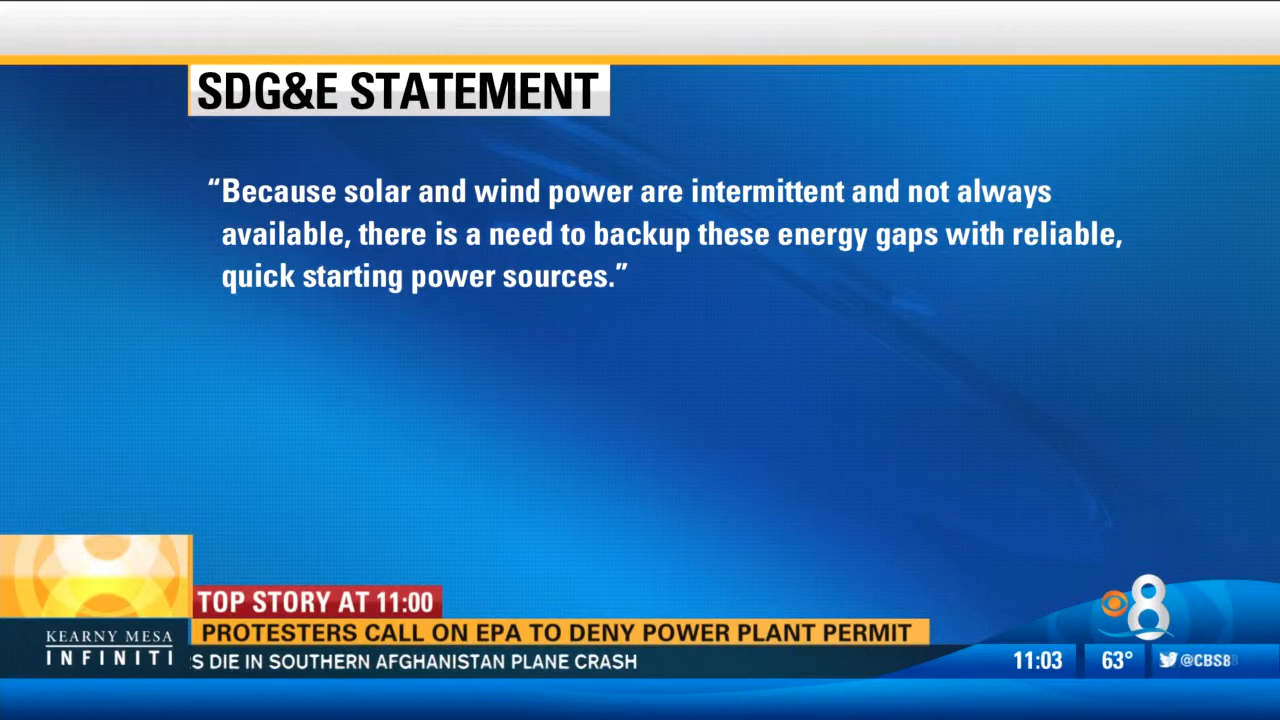 SDG&E STATEMENT
“Because solar and wind power are intermittent and not always
available, there is a need to backup these energy gaps with reliable,
quick starting power sources.”
TOP STORY AT 11:00
PROTESTERS CALL ON EPA TO DENY POWER PLANT PERMIT
KEARNY MESA
INFINITI
S DIE IN SOUTHERN AFGHANISTAN PLANE CRASH
8
11:03
63°
@CBS8